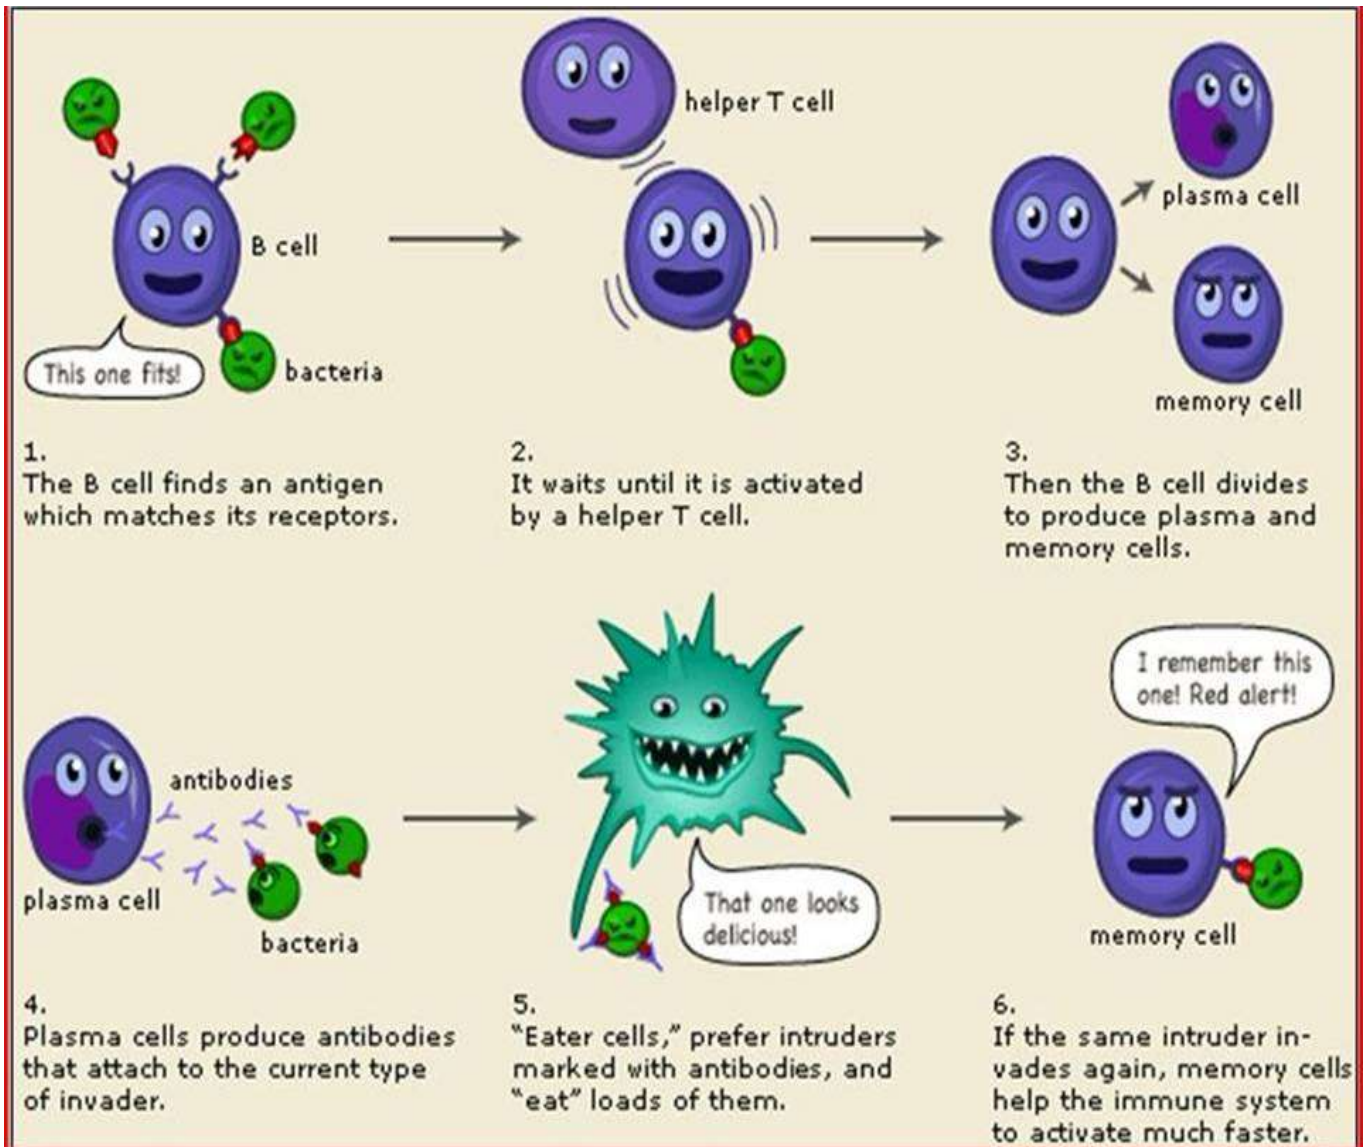 helper T cell
plasma cell
B cell
This one fits!
bacteria
memory cell
1.
The B cell finds an antigen
which matches its receptors.
2.
It waits until it is activated
by a helper T cell.
3.
Then the B cell divides
to produce plasma and
memory cells.
antibodies
plasma cell
bacteria
That one looks
delicious!
I remember this
one! Red alert!
memory cell
4.
Plasma cells produce antibodies
that attach to the current type
of invader.
5.
“Eater cells,” prefer intruders
marked with antibodies, and
“eat” loads of them.
6.
If the same intruder in-
vades again, memory cells
help the immune system
to activate much faster.